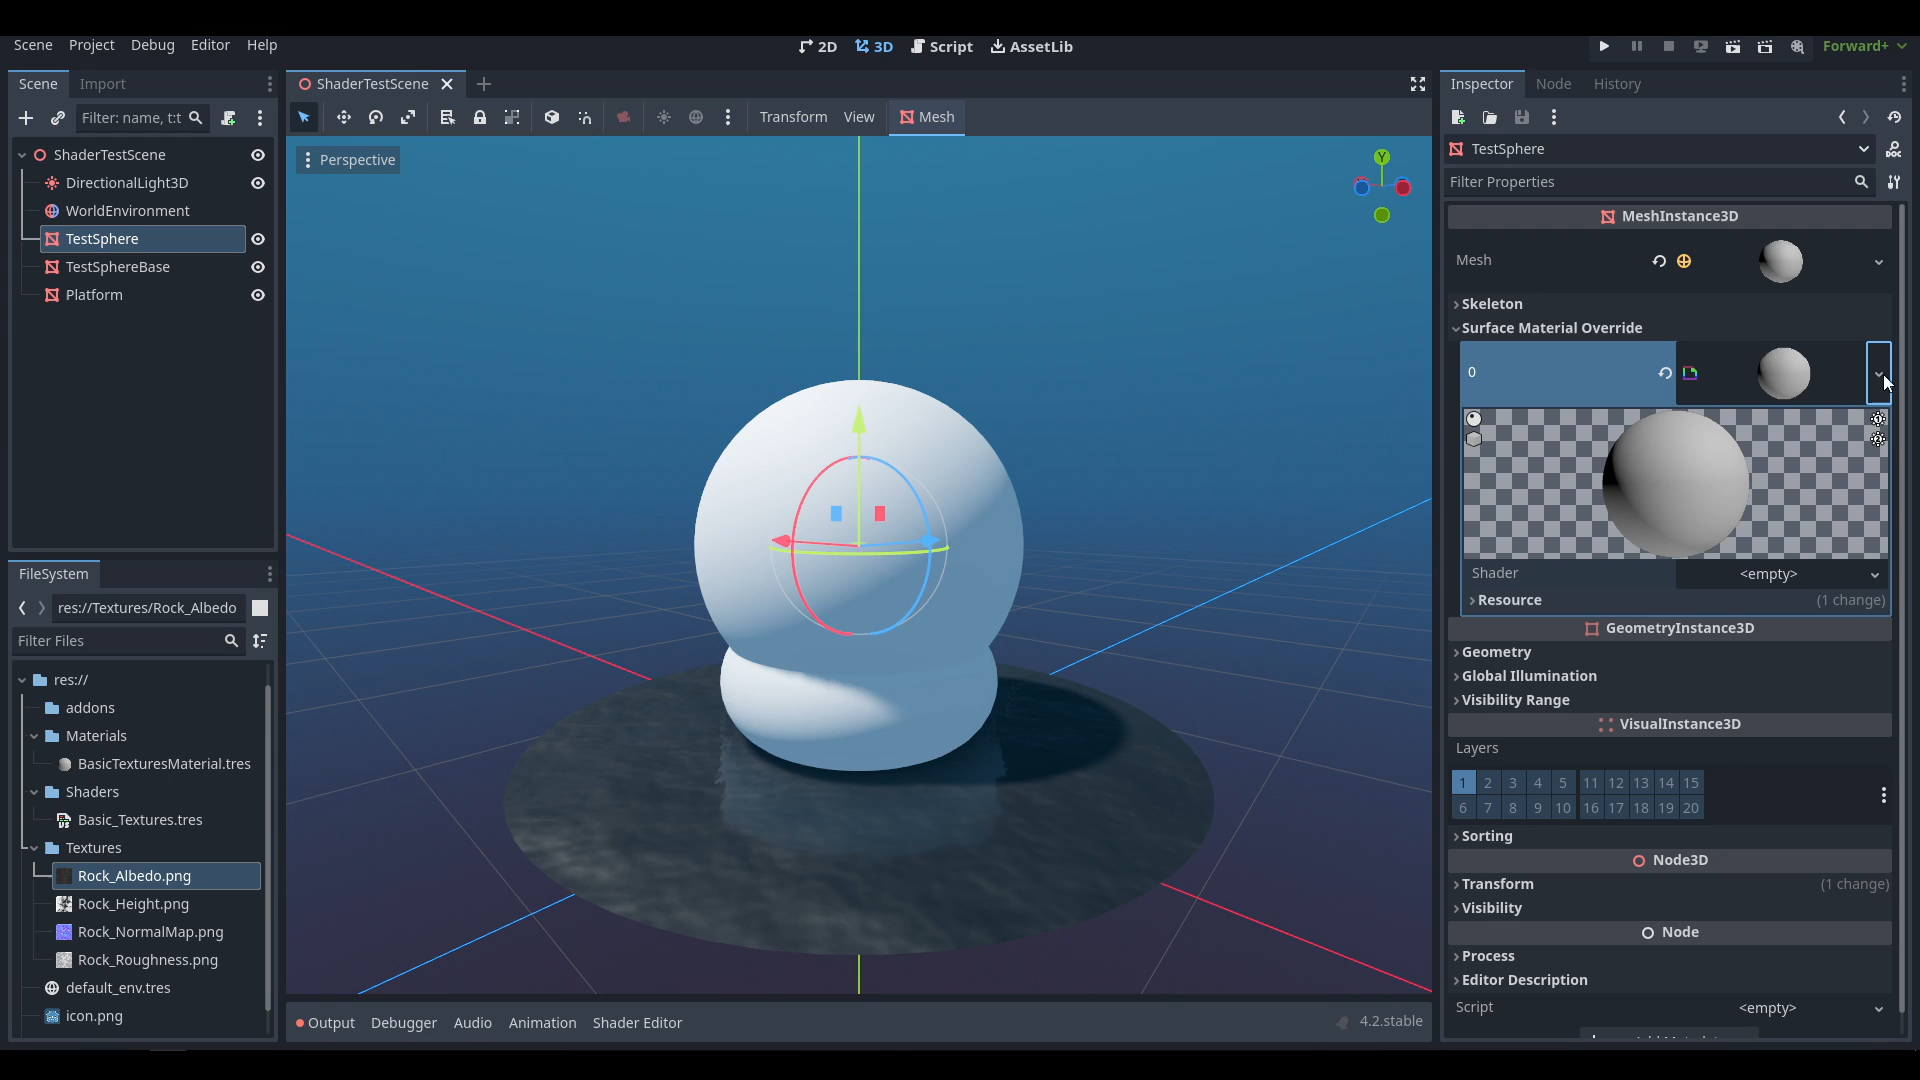 Scene Project Debug Editor Help
2D 3D Script AssetLib
Forward+
Scene Import
Filter: name, t:t
ShaderTestScene
DirectionalLight3D
WorldEnvironment
TestSphere
TestSphereBase
Platform
FileSystem
res://Textures/Rock_Albedo
Filter Files
res://
addons
Materials
BasicTexturesMaterial.tres
Shaders
Basic_Textures.tres
Textures
Rock_Albedo.png
Rock_Height.png
Rock_NormalMap.png
Rock_Roughness.png
default_env.tres
icon.png
ShaderTestScene
Transform View Mesh
Perspective
Y
Output Debugger Audio Animation Shader Editor
4.2.stable
Inspector Node History
TestSphere
DOC
Filter Properties
MeshInstance3D
Mesh
Skeleton
Surface Material Override
0
Shader <empty>
Resource (1 change)
GeometryInstance3D
Geometry
Global Illumination
Visibility Range
VisualInstance3D
Layers
1 2 3 4 5 11 12 13 14 15
6 7 8 9 10 16 17 18 19 20
Sorting
Node3D
Transform (1 change)
Visibility
Node
Process
Editor Description
Script <empty>